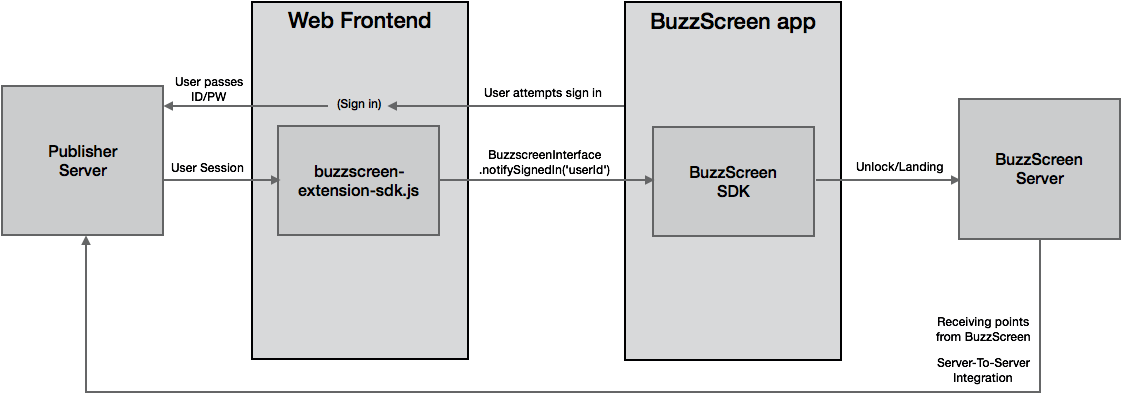 Web Frontend
BuzzScreen app
User passes
ID/PW
(Sign in)
User attempts sign in
Publisher
Server
User Session
buzzscreen-
extension-sdk.js
BuzzscreenInterface
.notifySignedIn('userId')
BuzzScreen
SDK
Unlock/Landing
BuzzScreen
Server
Receiving points
from BuzzScreen
Server-To-Server
Integration